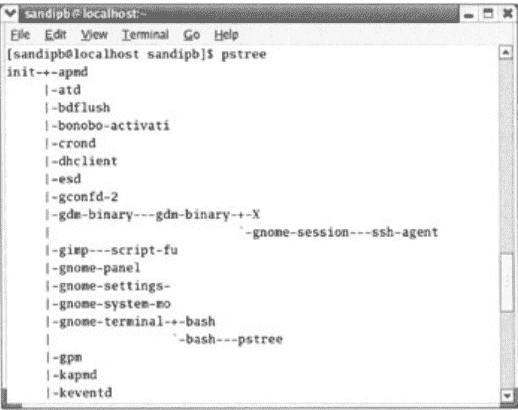 sandipb@localhost:~
File Edit View Terminal Go Help
[sandipb@localhost sandipb]$ pstree
init-+-apmd
     |-atd
     |-bdflush
     |-bonobo-activati
     |-crond
     |-dhclient
     |-esd
     |-gconfd-2
     |-gdm-binary---gdm-binary-+-X
     |                         `-gnome-session---ssh-agent
     |-gimp---script-fu
     |-gnome-panel
     |-gnome-settings-
     |-gnome-system-mo
     |-gnome-terminal-+-bash
     |                `-bash---pstree
     |-gpm
     |-kapmd
     |-keventd